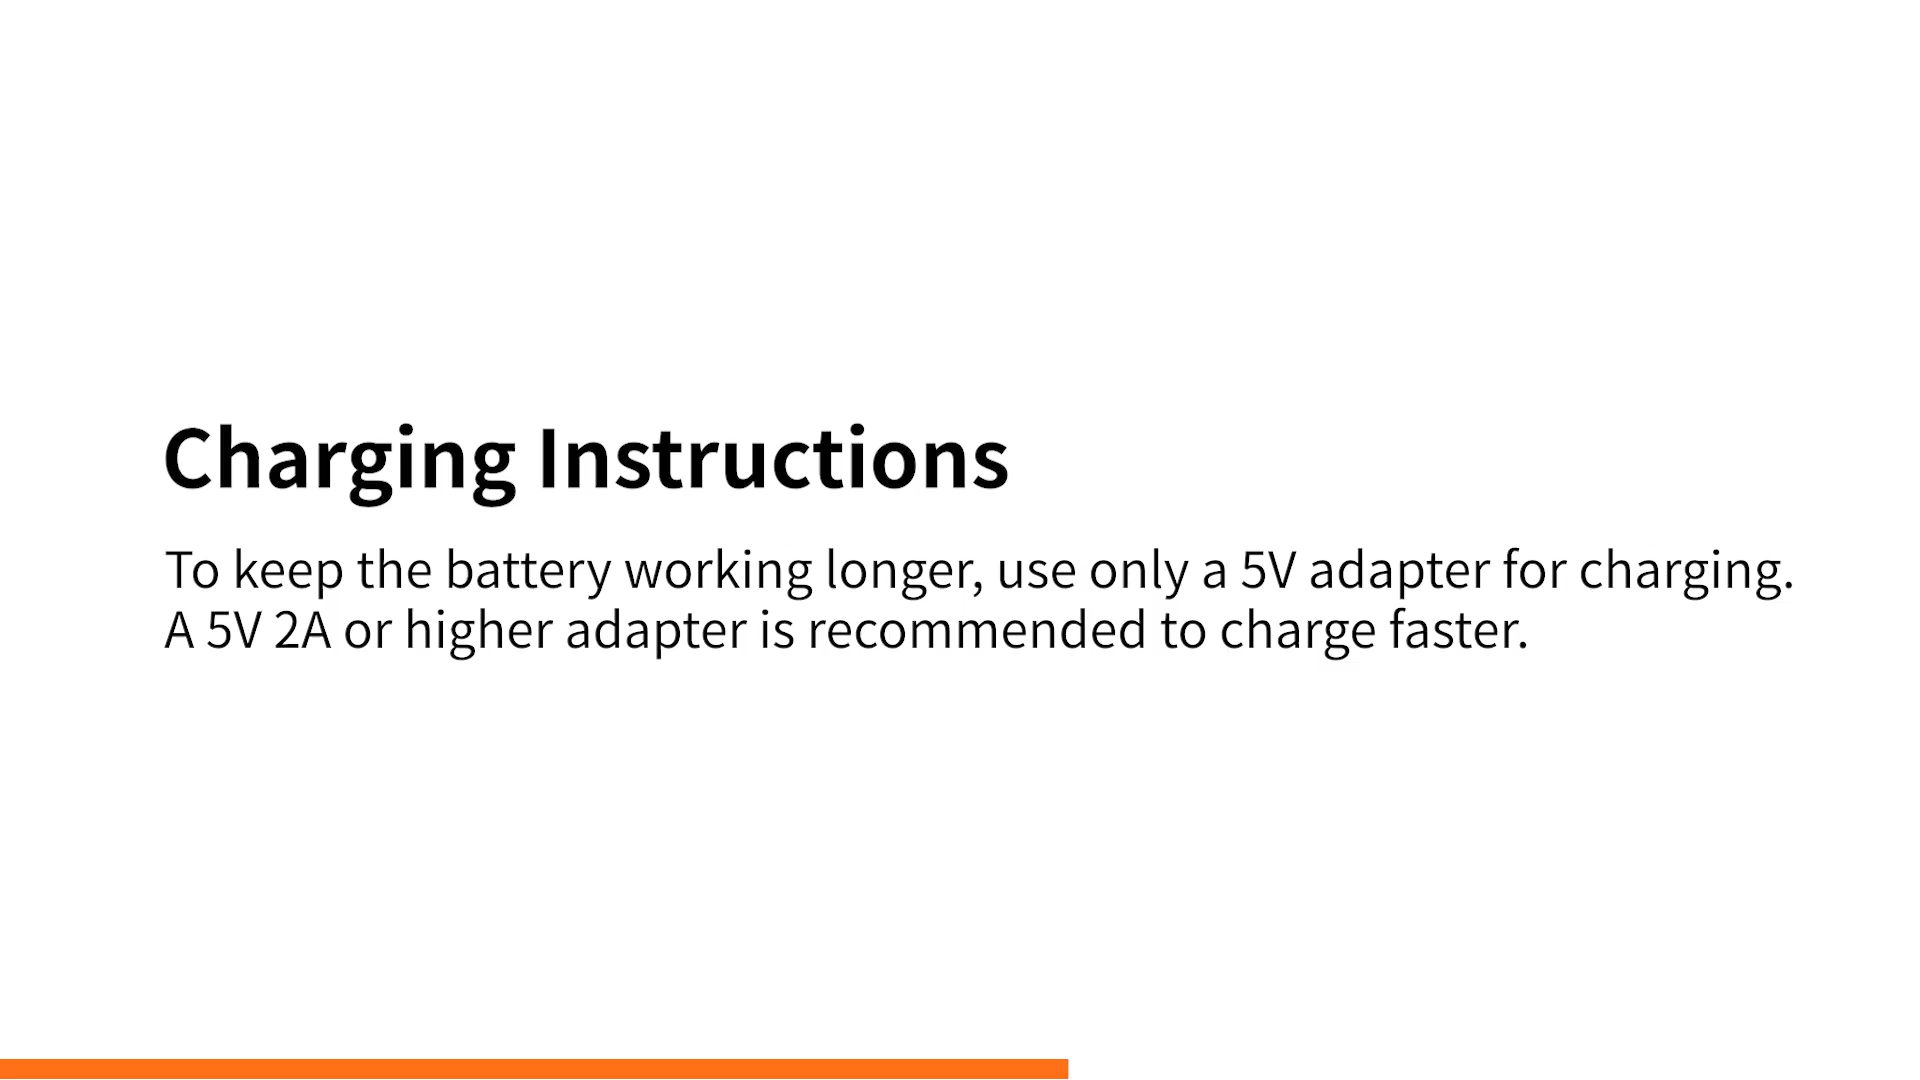 Charging Instructions
To keep the battery working longer, use only a 5V adapter for charging.
A 5V 2A or higher adapter is recommended to charge faster.